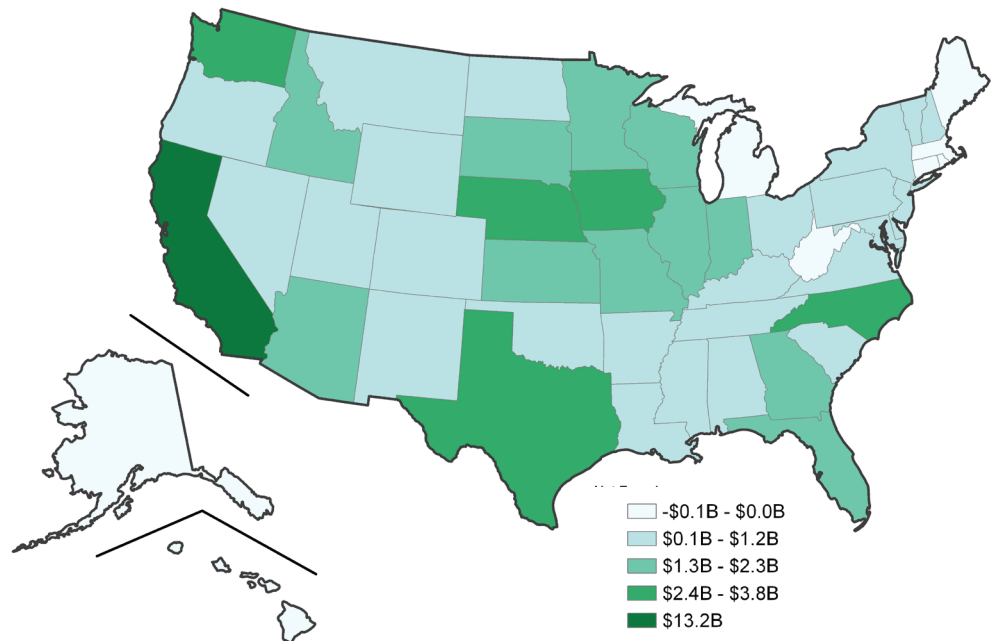 -$0.1B - $0.0B
$0.1B - $1.2B
$1.3B - $2.3B
$2.4B - $3.8B
$13.2B